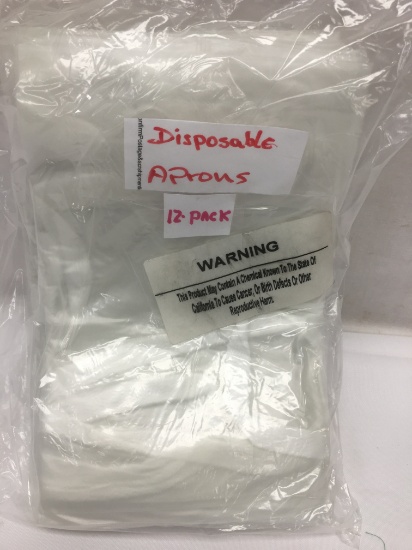 Disposable
Aprons
12 PACK
WARNING
This Product May Contain A Chemical Known To The State Of
California To Cause Cancer, Or Birth Defects Or Other
Reproductive Harm.